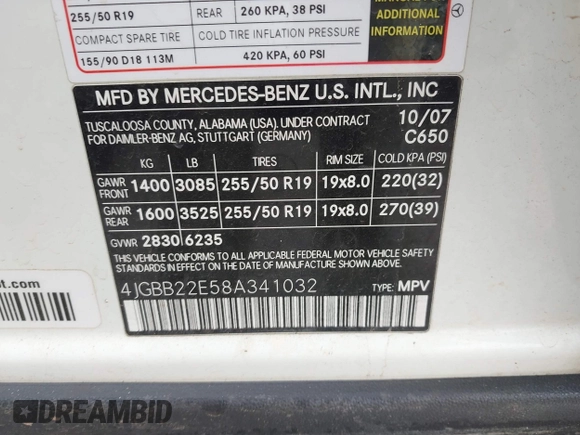 255/50 R19 REAR 260 KPA, 38 PSI
ADDITIONAL
INFORMATION
COMPACT SPARE TIRE COLD TIRE INFLATION PRESSURE
155/90 D18 113M 420 KPA, 60 PSI
MFD BY MERCEDES-BENZ U.S. INTL., INC
TUSCALOOSA COUNTY, ALABAMA (USA). UNDER CONTRACT 10/07
FOR DAIMLER-BENZ AG, STUTTGART (GERMANY) C650
KG LB TIRES RIM SIZE COLD KPA (PSI)
GAWR FRONT 1400 3085 255/50 R19 19x8.0 220(32)
GAWR REAR 1600 3525 255/50 R19 19x8.0 270(39)
GVWR 2830 6235
THIS VEHICLE CONFORMS TO ALL APPLICABLE FEDERAL MOTOR VEHICLE SAFETY
STANDARDS IN EFFECT ON THE DATE OF MANUFACTURE SHOWN ABOVE.
4JGBB22E58A341032 TYPE: MPV
st.com
DREAMBID